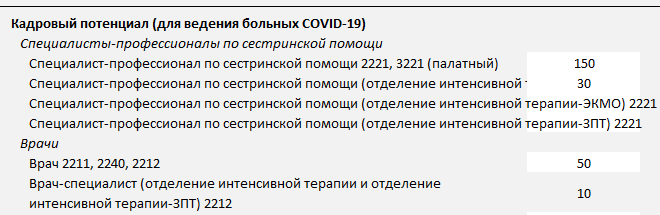 Кадровый потенциал (для ведения больных COVID-19)
Специалисты-профессионалы по сестринской помощи
Специалист-профессионал по сестринской помощи 2221, 3221 (палатный) 150
Специалист-профессионал по сестринской помощи (отделение интенсивной 30
Специалист-профессионал по сестринской помощи (отделение интенсивной терапии-ЭКМО) 2221
Специалист-профессионал по сестринской помощи (отделение интенсивной терапии-ЗПТ) 2221
Врачи
Врач 2211, 2240, 2212 50
Врач-специалист (отделение интенсивной терапии и отделение
интенсивной терапии-ЗПТ) 2212 10